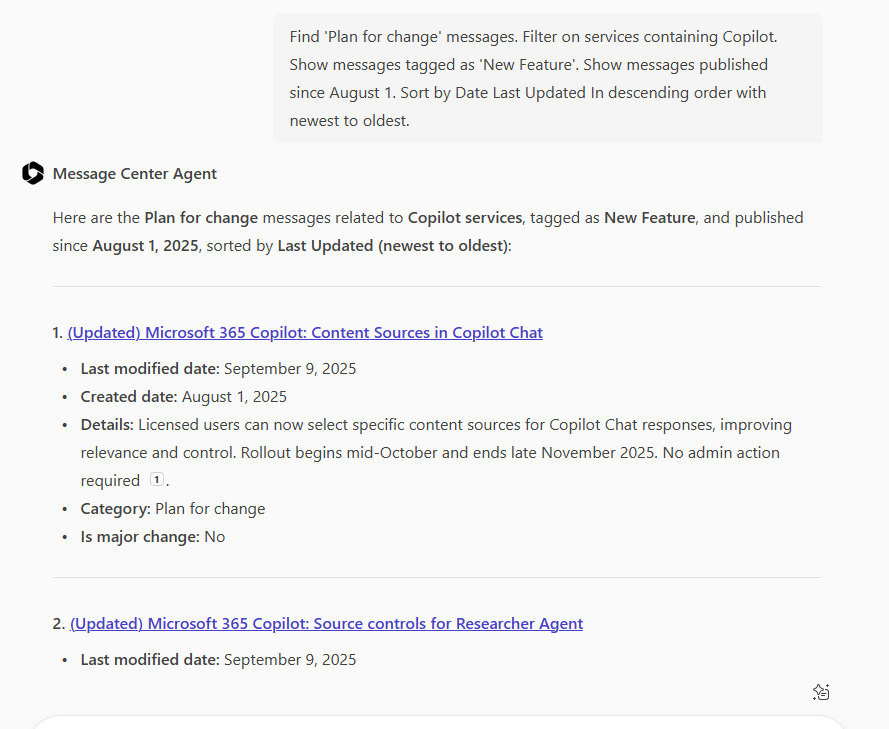 Find 'Plan for change' messages. Filter on services containing Copilot.
Show messages tagged as 'New Feature'. Show messages published
since August 1. Sort by Date Last Updated In descending order with
newest to oldest.
Message Center Agent
Here are the Plan for change messages related to Copilot services, tagged as New Feature, and published
since August 1, 2025, sorted by Last Updated (newest to oldest):
1. (Updated) Microsoft 365 Copilot: Content Sources in Copilot Chat
• Last modified date: September 9, 2025
• Created date: August 1, 2025
• Details: Licensed users can now select specific content sources for Copilot Chat responses, improving
relevance and control. Rollout begins mid-October and ends late November 2025. No admin action
required 1.
• Category: Plan for change
• Is major change: No
2. (Updated) Microsoft 365 Copilot: Source controls for Researcher Agent
• Last modified date: September 9, 2025